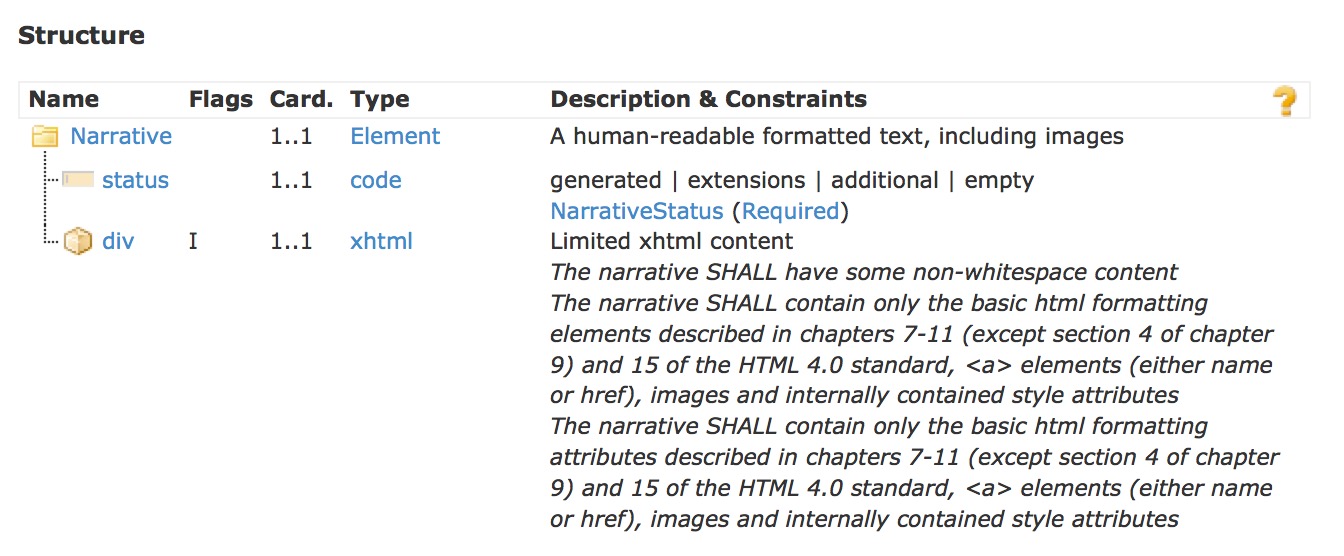 Structure
Name Flags Card. Type Description & Constraints ?
Narrative 1..1 Element A human-readable formatted text, including images
status 1..1 code generated | extensions | additional | empty
NarrativeStatus (Required)
div I 1..1 xhtml Limited xhtml content
The narrative SHALL have some non-whitespace content
The narrative SHALL contain only the basic html formatting
elements described in chapters 7-11 (except section 4 of chapter
9) and 15 of the HTML 4.0 standard, <a> elements (either name
or href), images and internally contained style attributes
The narrative SHALL contain only the basic html formatting
attributes described in chapters 7-11 (except section 4 of chapter
9) and 15 of the HTML 4.0 standard, <a> elements (either name
or href), images and internally contained style attributes